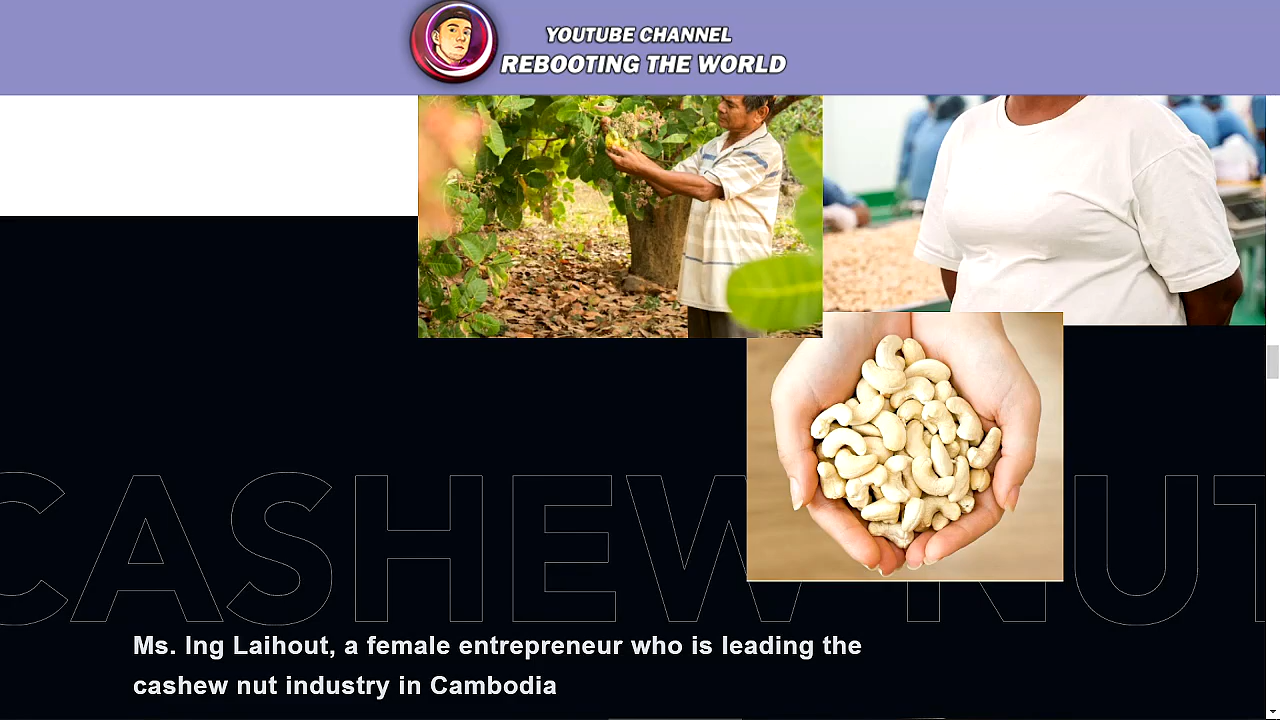 YOUTUBE CHANNEL
REBOOTING THE WORLD
CASHEW NUT
Ms. Ing Laihout, a female entrepreneur who is leading the
cashew nut industry in Cambodia